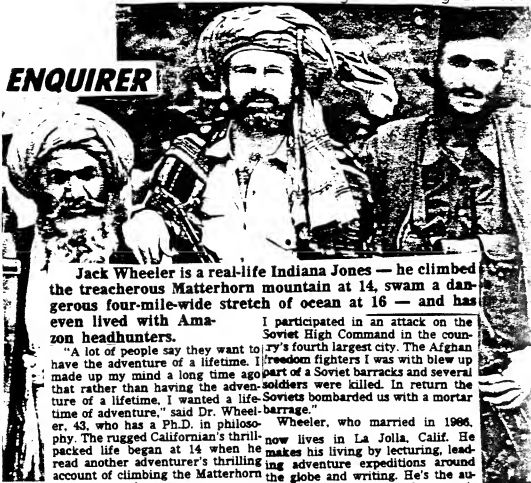 ENQUIRER
Jack Wheeler is a real-life Indiana Jones — he climbed
the treacherous Matterhorn mountain at 14, swam a dan-
gerous four-mile-wide stretch of ocean at 16 — and has
even lived with Ama-
zon headhunters.
"A lot of people say they want to
have the adventure of a lifetime. I
made up my mind a long time ago
that rather than having the adven-
ture of a lifetime, I wanted a life-
time of adventure," said Dr. Wheel-
er, 43, who has a Ph.D. in philoso-
phy. The rugged Californian's thrill-
packed life began at 14 when he
read another adventurer's thrilling
account of climbing the Matterhorn
I participated in an attack on the
Soviet High Command in the coun-
ry's fourth largest city. The Afghan
freedom fighters I was with blew up
part of a Soviet barracks and several
soldiers were killed. In return the
Soviets bombarded us with a mortar
barrage."
Wheeler, who married in 1986,
now lives in La Jolla, Calif. He
makes his living by lecturing, lead-
ing adventure expeditions around
the globe and writing. He's the au-